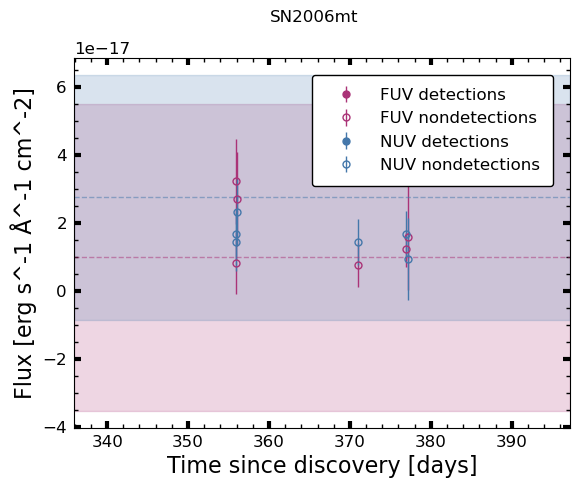 SN2006mt
1e−17
Flux [erg s^-1 Å^-1 cm^-2]
6
4
2
0
−2
−4
FUV detections
FUV nondetections
NUV detections
NUV nondetections
340 350 360 370 380 390
Time since discovery [days]